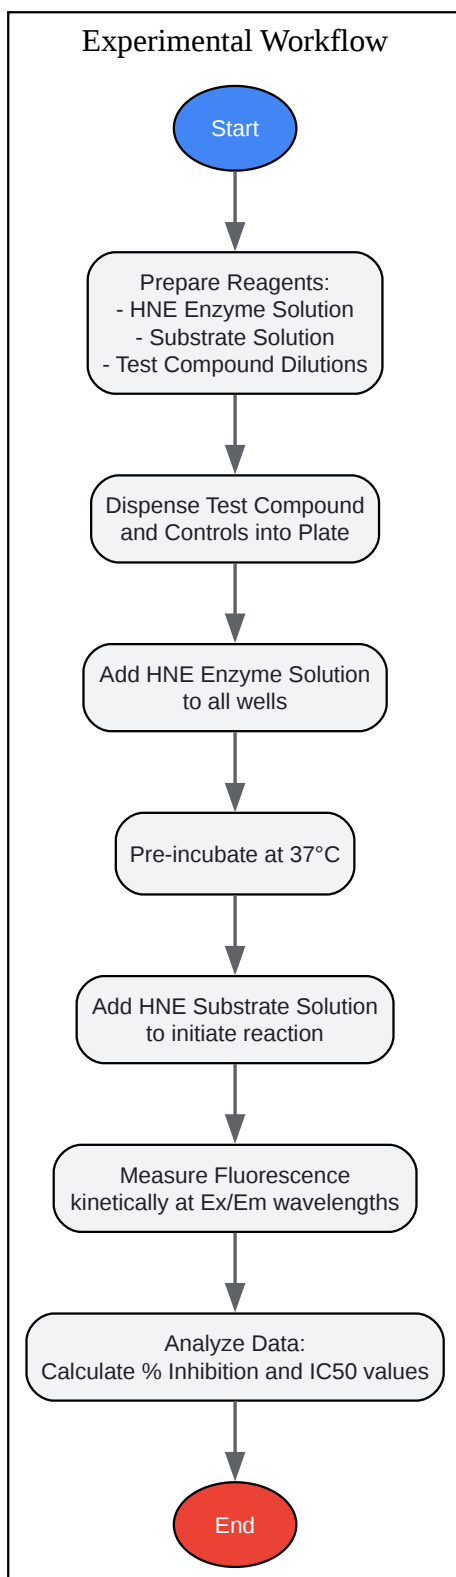 Experimental Workflow
Start
Prepare Reagents:
- HNE Enzyme Solution
- Substrate Solution
- Test Compound Dilutions
Dispense Test Compound
and Controls into Plate
Add HNE Enzyme Solution
to all wells
Pre-incubate at 37°C
Add HNE Substrate Solution
to initiate reaction
Measure Fluorescence
kinetically at Ex/Em wavelengths
Analyze Data:
Calculate % Inhibition and IC50 values
End